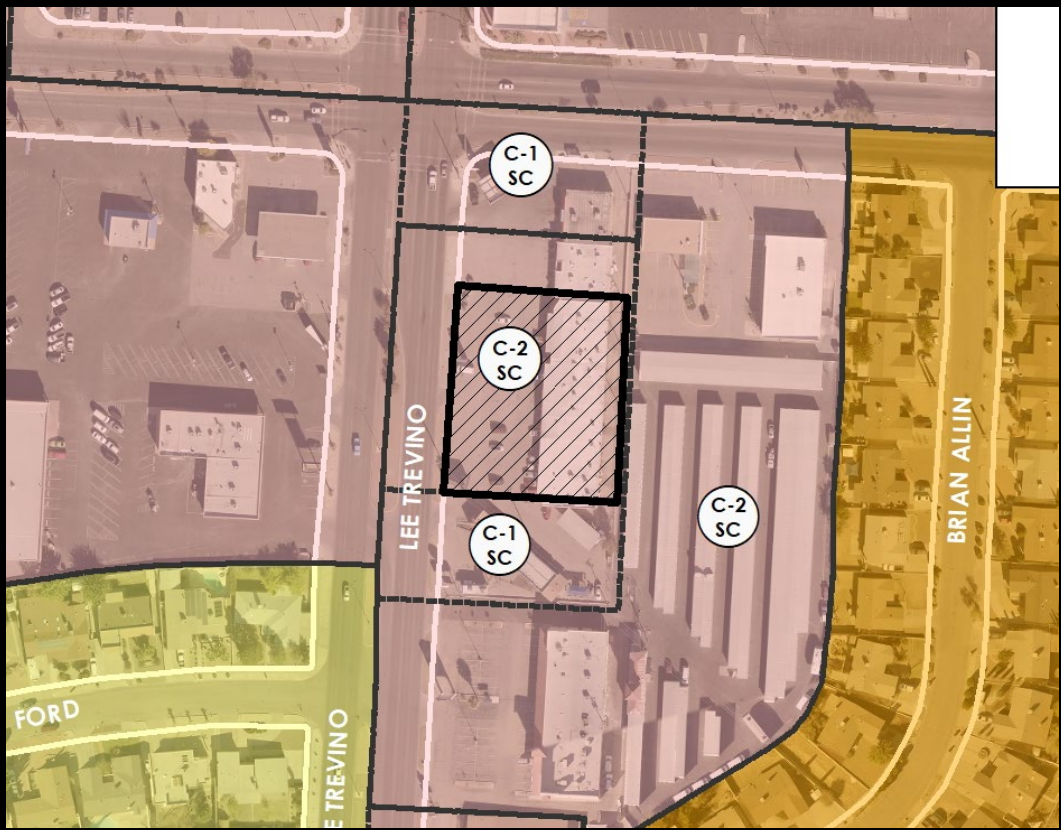 C-1
SC
C-2
SC
LEE TREVINO
BRIAN ALLIN
C-2
SC
C-1
SC
FORD
E TREVINO